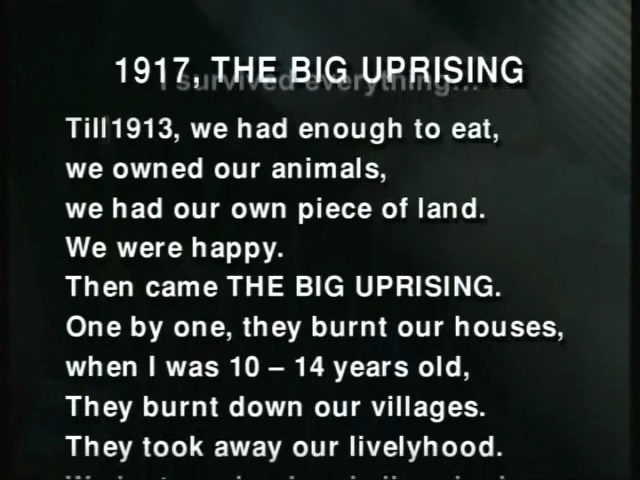 1917, THE BIG UPRISING
I survived everything...
Till1913, we had enough to eat,
we owned our animals,
we had our own piece of land.
We were happy.
Then came THE BIG UPRISING.
One by one, they burnt our houses,
when I was 10 – 14 years old,
They burnt down our villages.
They took away our livelyhood.